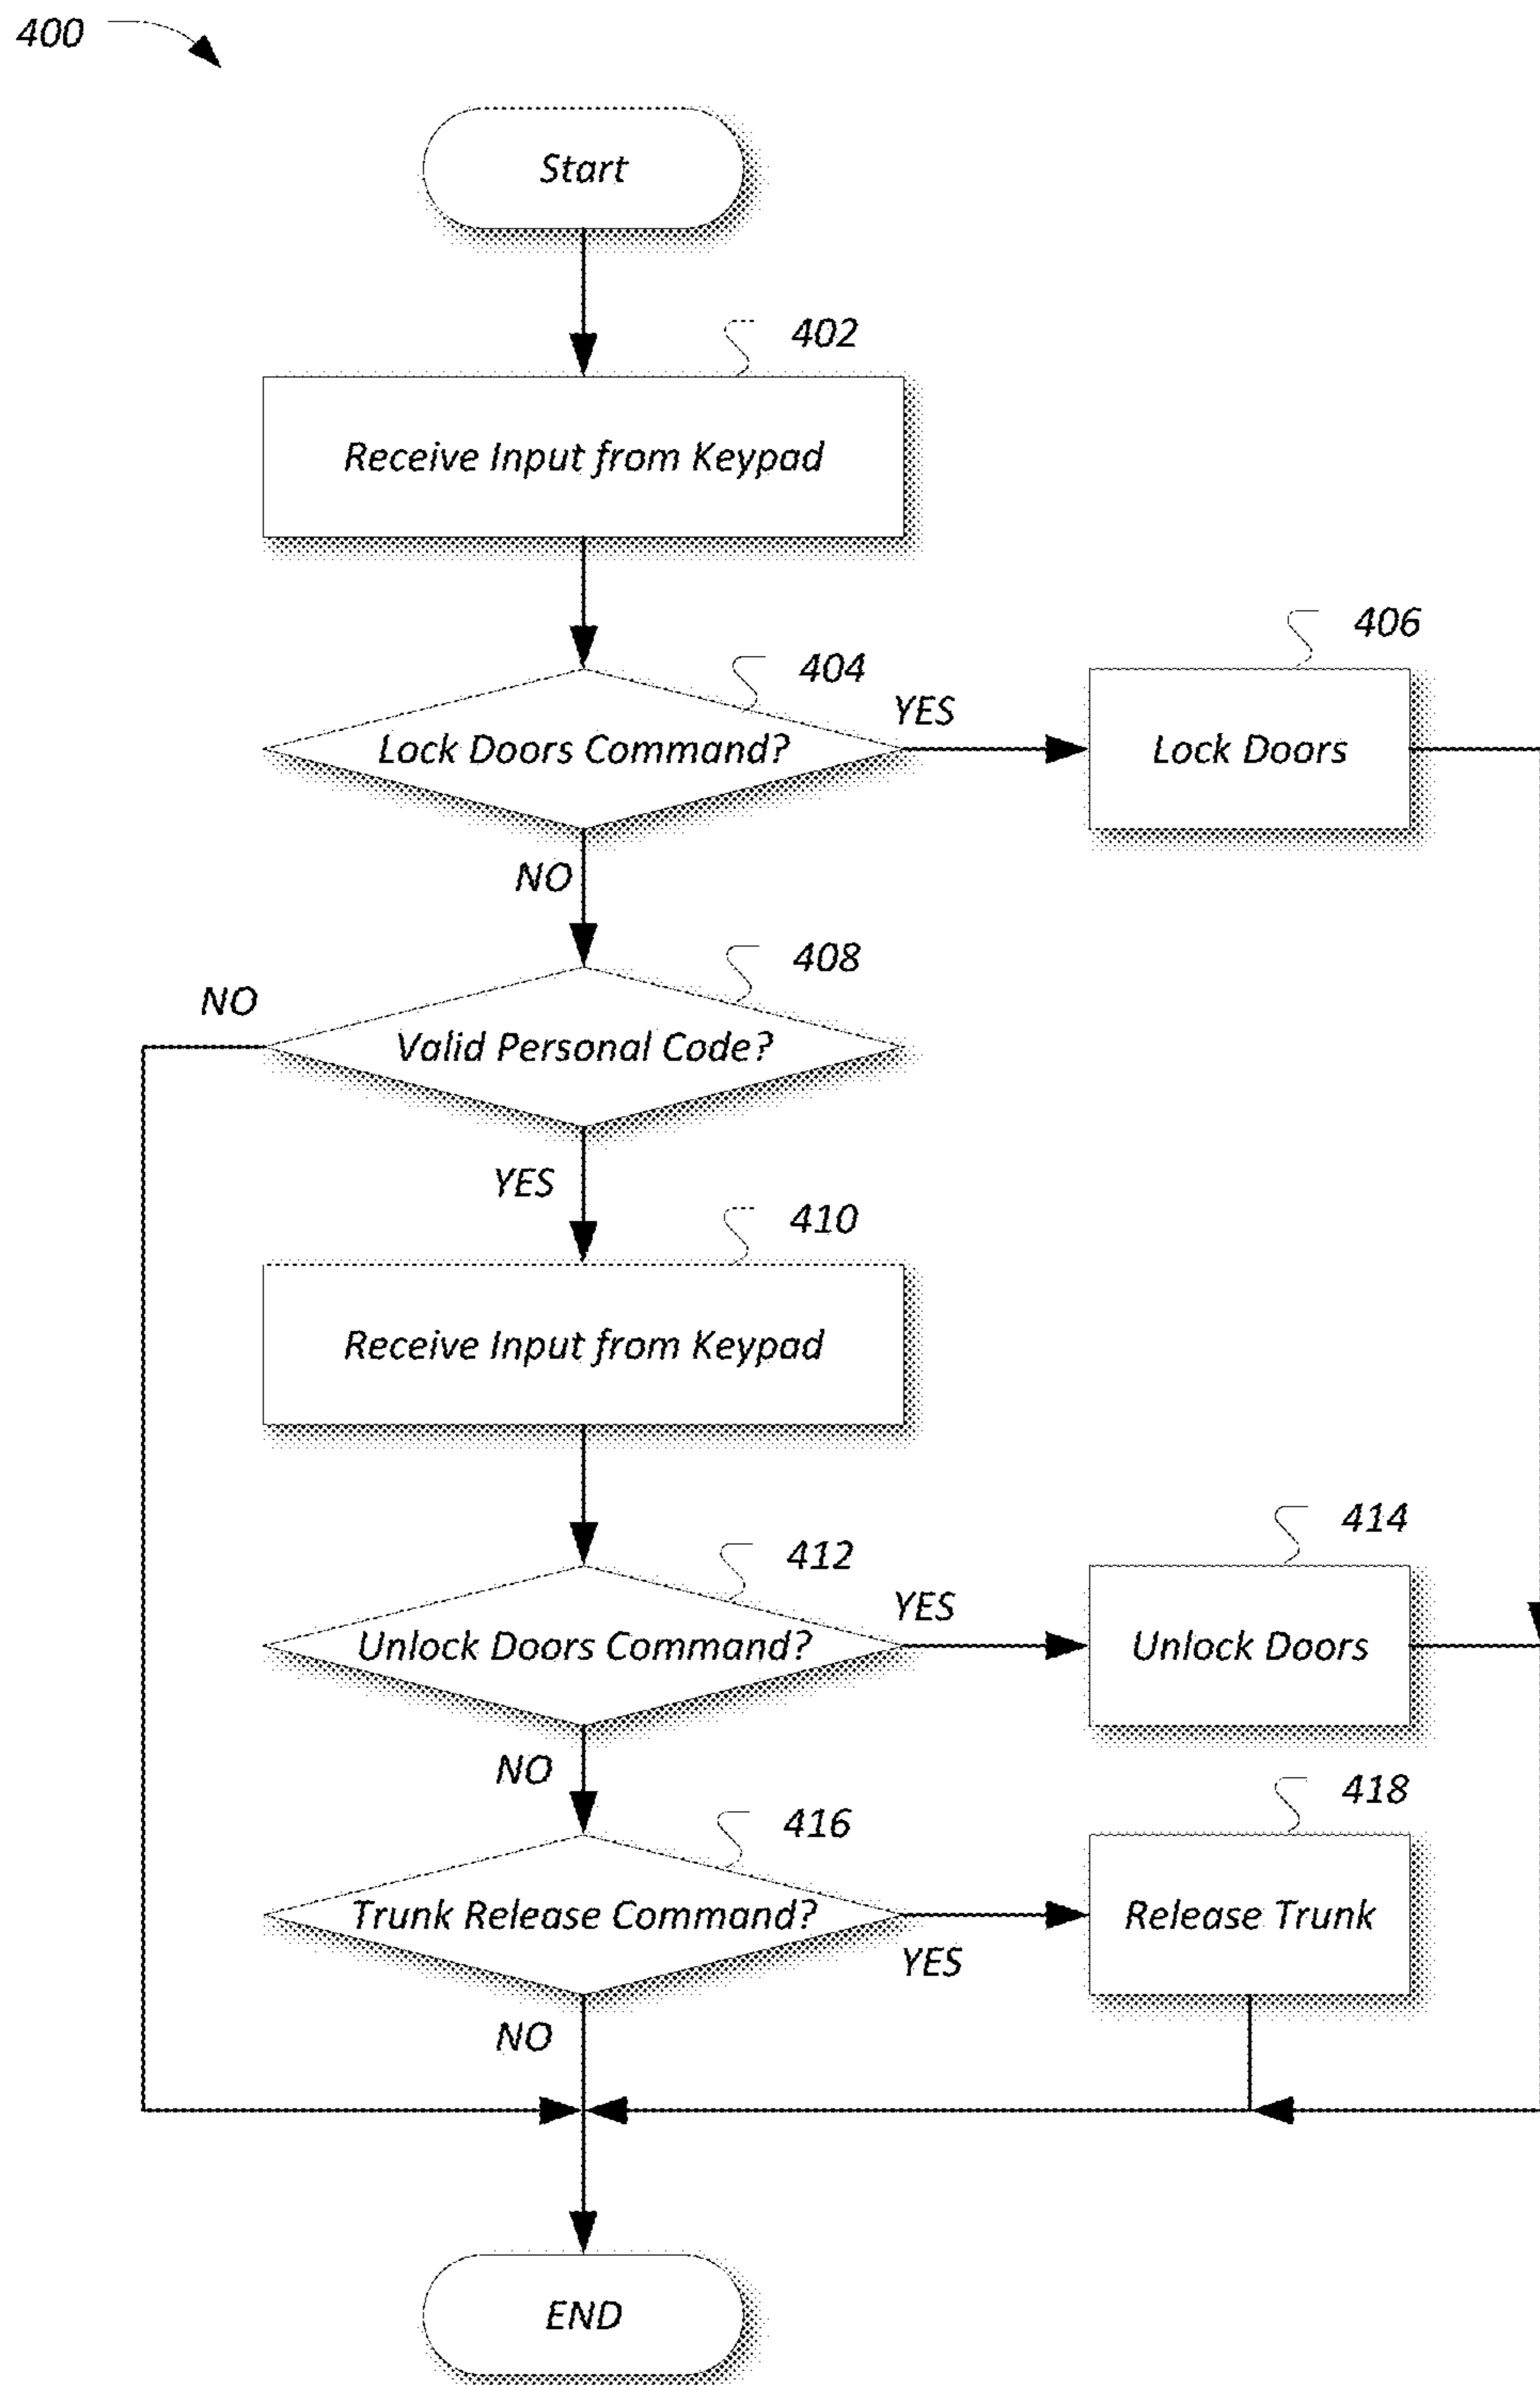 400
Start
402
Receive Input from Keypad
404
406
Lock Doors Command?
YES
Lock Doors
NO
408
NO
Valid Personal Code?
YES
410
Receive Input from Keypad
412
414
Unlock Doors Command?
YES
Unlock Doors
NO
416
418
Trunk Release Command?
YES
Release Trunk
NO
END